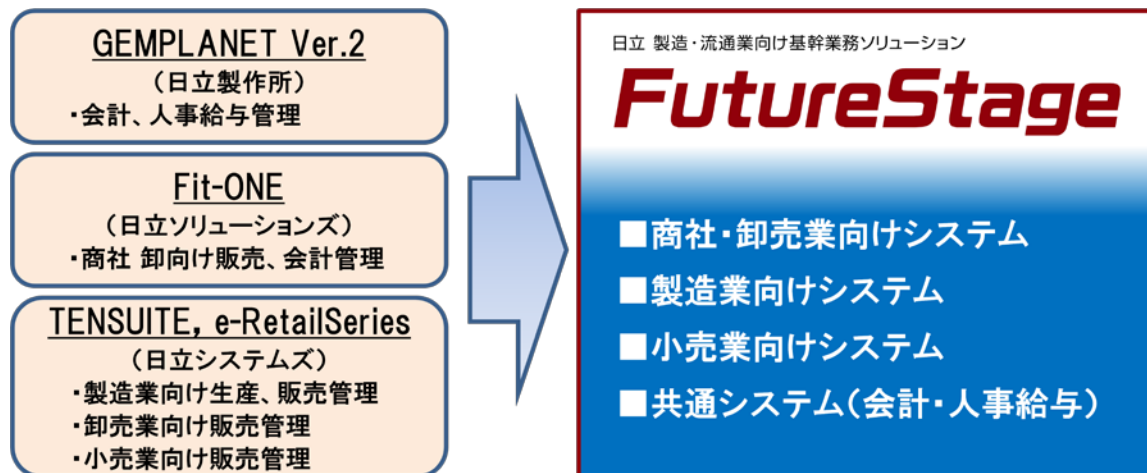 GEMPLANET Ver.2
（日立製作所）
・会計、人事給与管理
Fit-ONE
（日立ソリューションズ）
・商社 卸向け販売、会計管理
TENSUITE, e-RetailSeries
（日立システムズ）
・製造業向け生産、販売管理
・卸売業向け販売管理
・小売業向け販売管理
日立 製造・流通業向け基幹業務ソリューション
FutureStage
■商社・卸売業向けシステム
■製造業向けシステム
■小売業向けシステム
■共通システム（会計・人事給与）